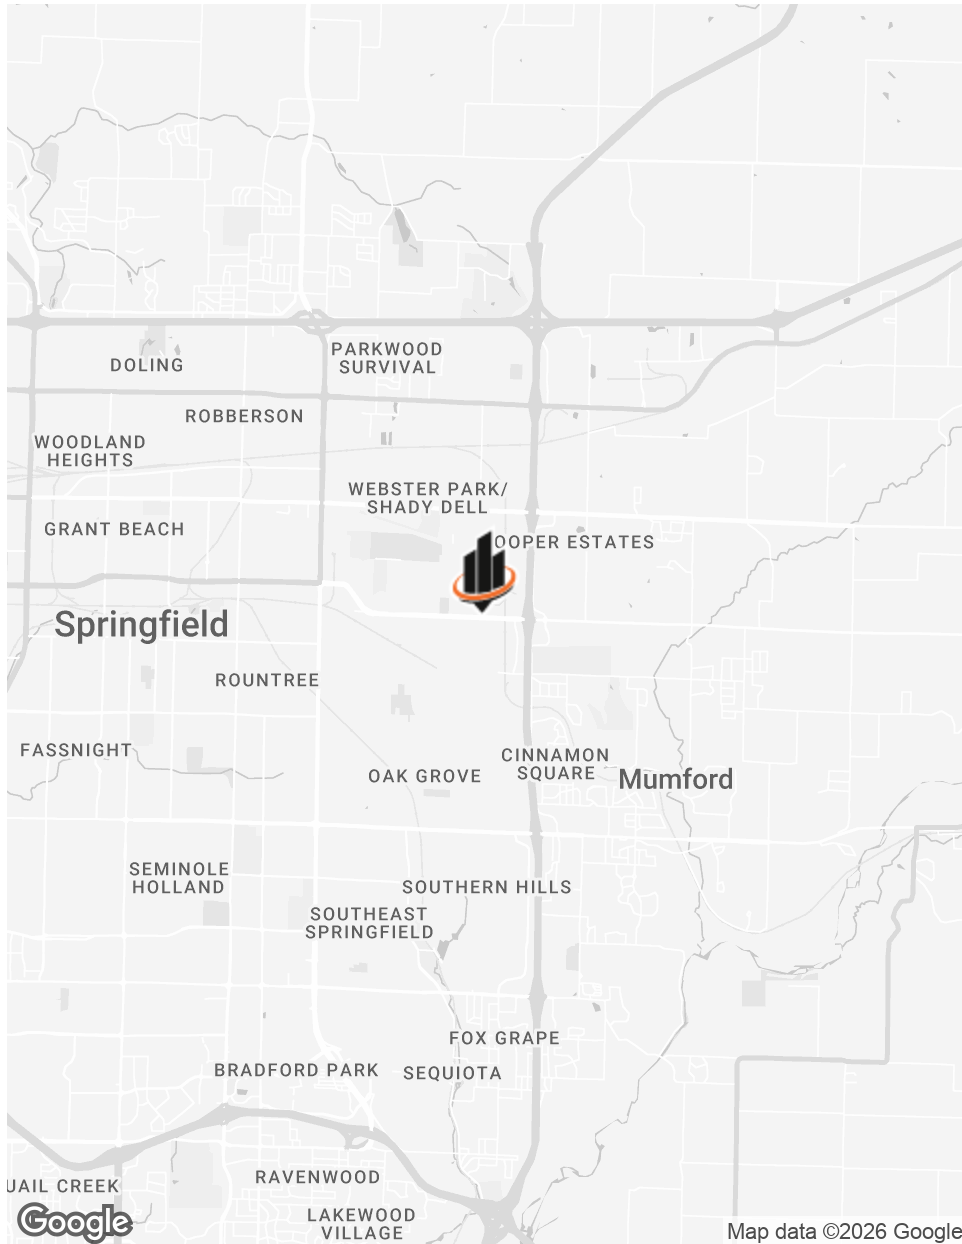 PARKWOOD
SURVIVAL
DOLING
ROBBERSON
WOODLAND
HEIGHTS
WEBSTER PARK/
SHADY DELL
GRANT BEACH
OOPER ESTATES
Springfield
ROUNTREE
FASSNIGHT
CINNAMON
SQUARE
OAK GROVE
Mumford
SEMINOLE
HOLLAND
SOUTHERN HILLS
SOUTHEAST
SPRINGFIELD
FOX GRAPE
BRADFORD PARK
SEQUIOTA
RAVENWOOD
UAIL CREEK
LAKEWOOD
VILLAGE
Google
Map data ©2026 Google